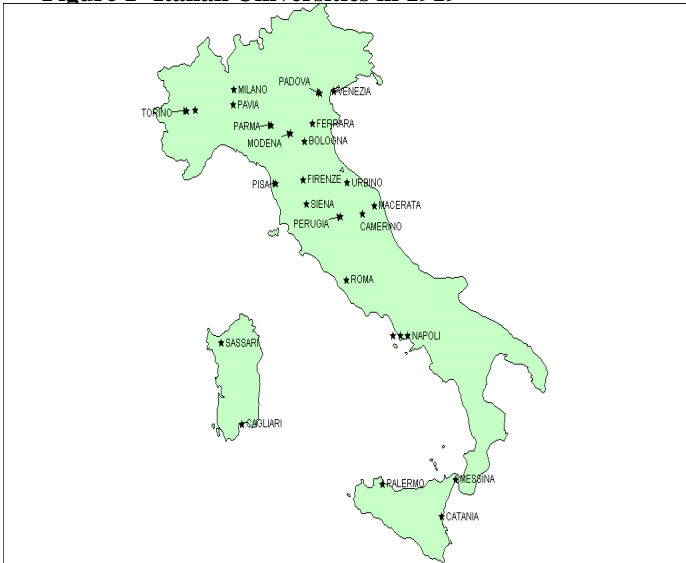 MILANO
PADOVA
VENEZIA
PAVIA
TORINO
PARMA
FERRARA
MODENA
BOLOGNA
PISA
FIRENZE
URBINO
SIENA
MACERATA
PERUGIA
CAMERINO
ROMA
NAPOLI
SASSARI
CAGLIARI
PALERMO
MESSINA
CATANIA